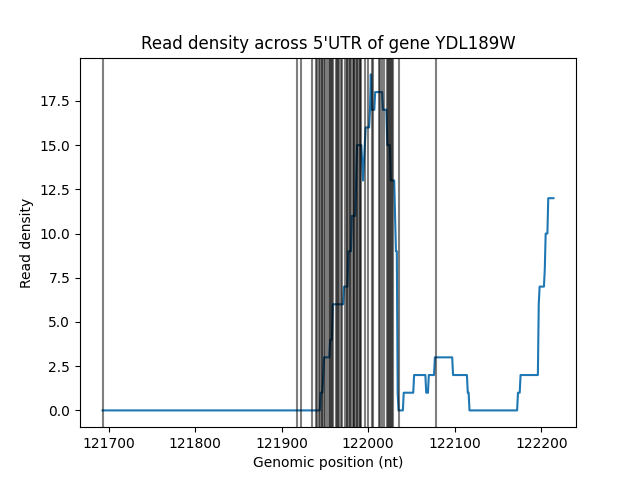 Read density across 5'UTR of gene YDL189W
17.5
15.0
12.5
10.0
7.5
5.0
2.5
0.0
Read density
121700 121800 121900 122000 122100 122200
Genomic position (nt)